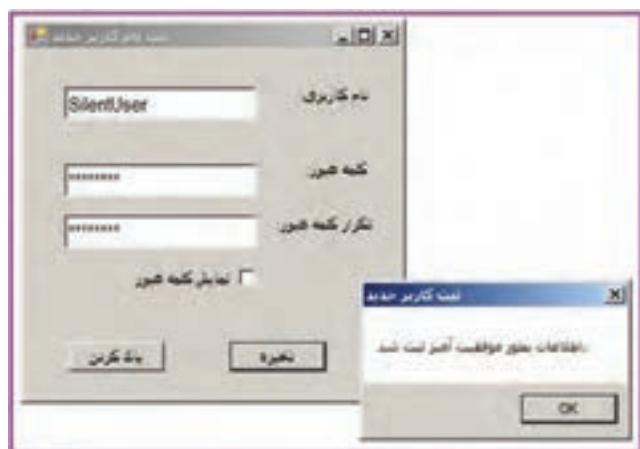 ثبت نام کاربر جدید
نام کاربری:
SilentUser
کلمه عبور:
********
تکرار کلمه عبور:
********
نمایش کلمه عبور
ذخیره
پاک کردن
ثبت کاربر جدید
اطلاعات بطور موفقیت آمیز ثبت شد.
OK